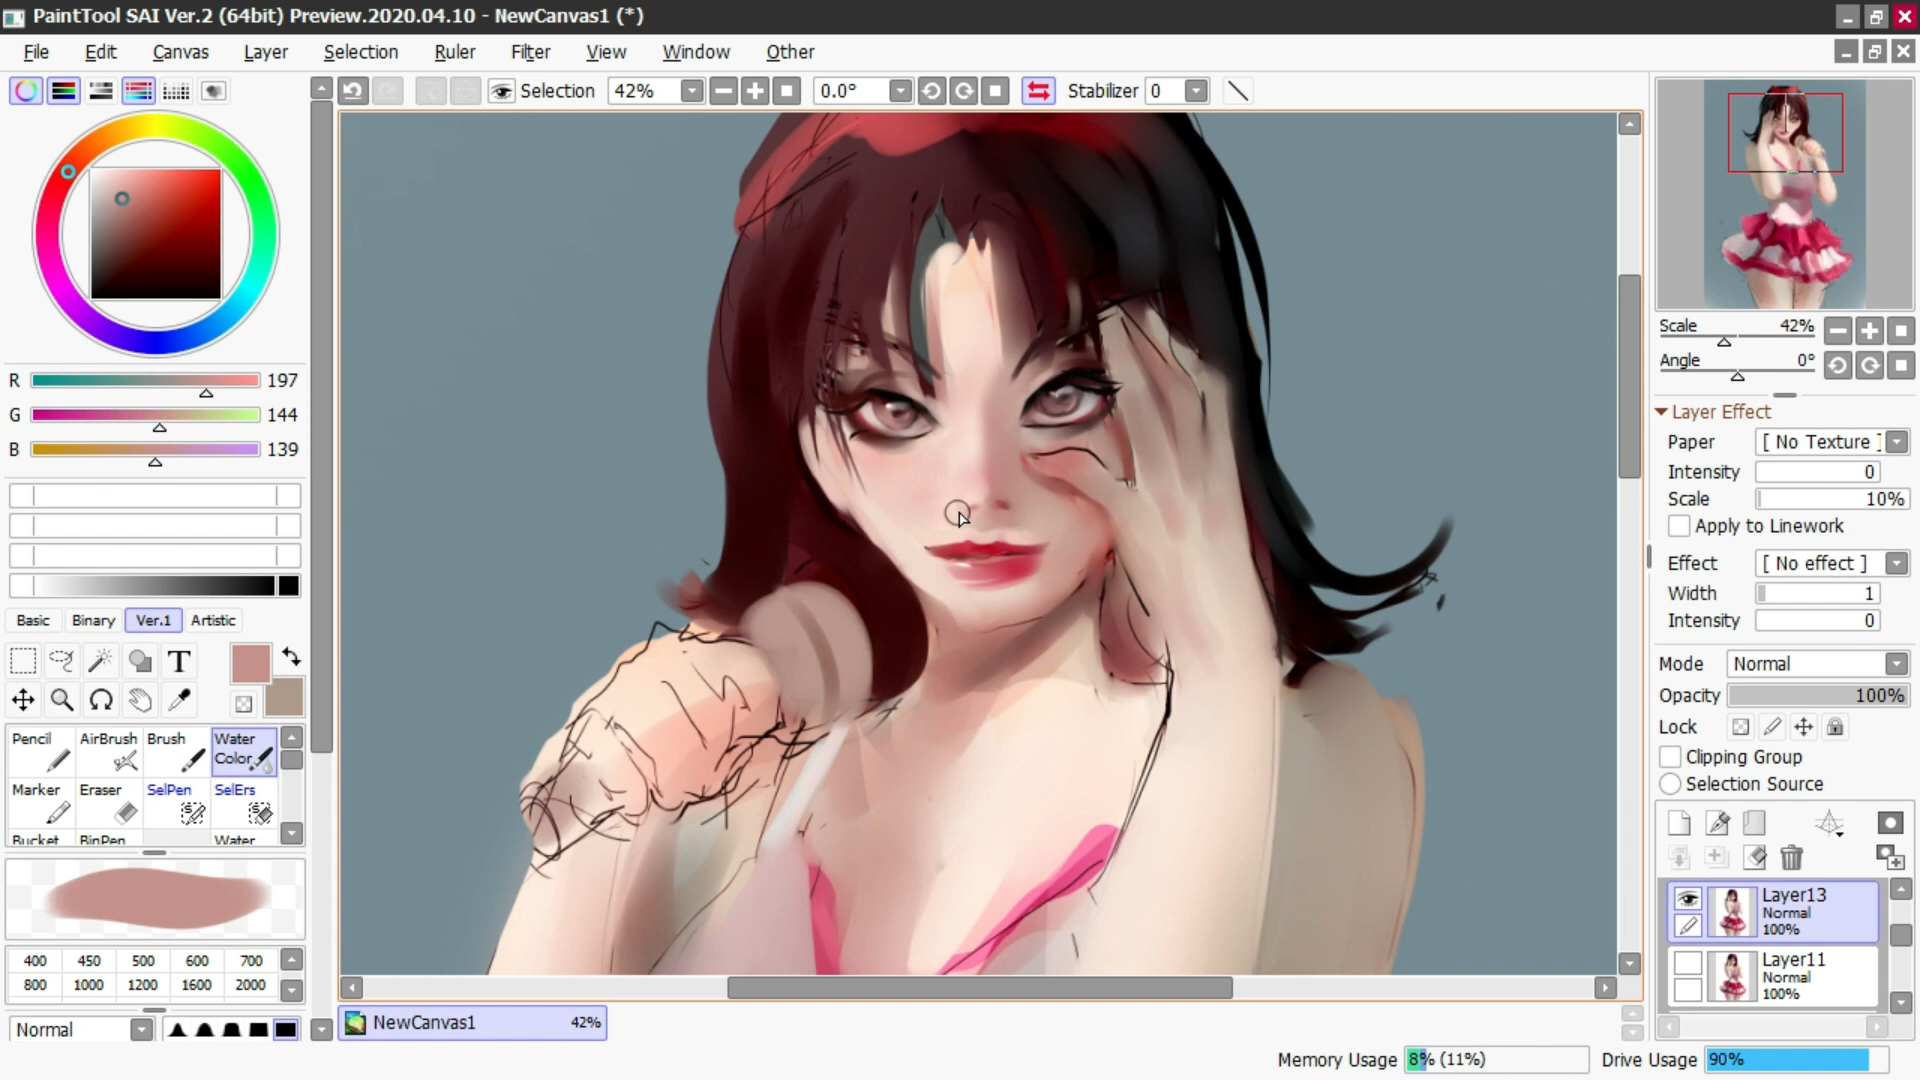 PaintTool SAI Ver.2 (64bit) Preview.2020.04.10 - NewCanvas1 (*)
File Edit Canvas Layer Selection Ruler Filter View Window Other
Selection 42% 0.0° Stabilizer 0
R 197
G 144
B 139
Basic Binary Ver.1 Artistic
T
Pencil AirBrush Brush Water Color
Marker Eraser SelPen SelErs
Bucket BinPen Water
400 450 500 600 700
800 1000 1200 1600 2000
Normal
NewCanvas1 42%
Scale 42%
Angle 0°
Layer Effect
Paper [ No Texture ]
Intensity 0
Scale 10%
Apply to Linework
Effect [ No effect ]
Width 1
Intensity 0
Mode Normal
Opacity 100%
Lock
Clipping Group
Selection Source
Layer13
Normal
100%
Layer11
Normal
100%
Memory Usage 8% (11%) Drive Usage 90%